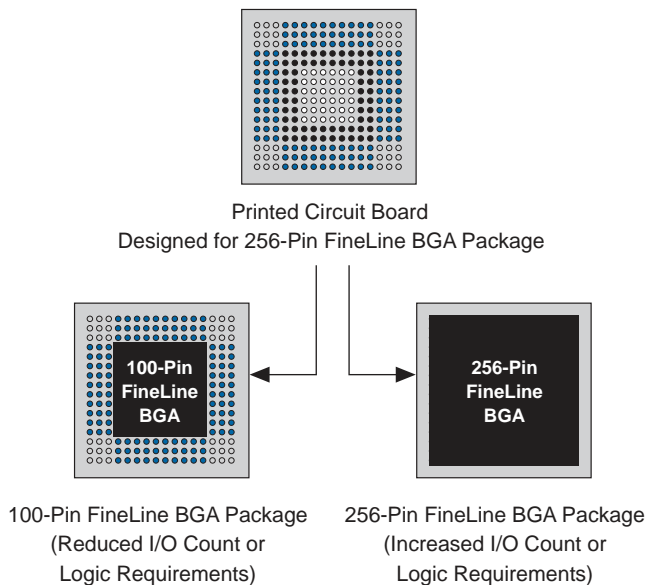 Printed Circuit Board
Designed for 256-Pin FineLine BGA Package
100-Pin
FineLine
BGA
256-Pin
FineLine
BGA
100-Pin FineLine BGA Package
(Reduced I/O Count or
Logic Requirements)
256-Pin FineLine BGA Package
(Increased I/O Count or
Logic Requirements)